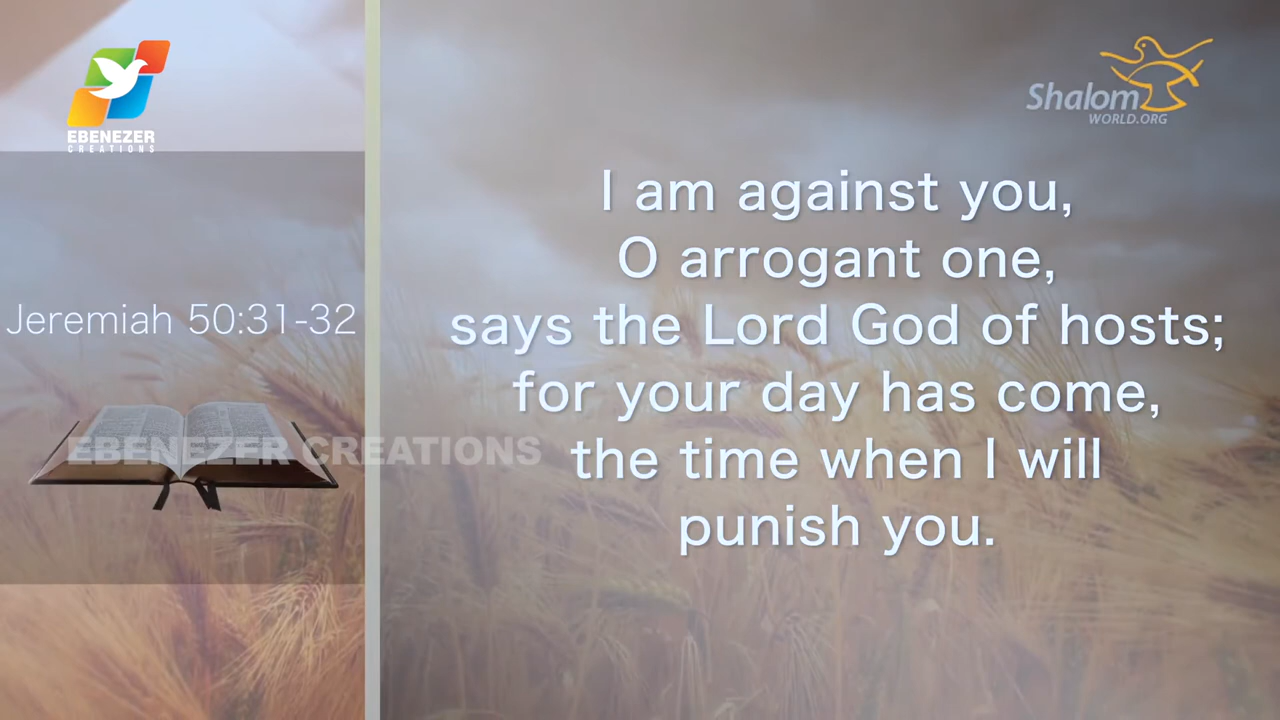 EBENEZER
CREATIONS
Shalom
WORLD.ORG
Jeremiah 50:31-32
EBENEZER CREATIONS
I am against you,
O arrogant one,
says the Lord God of hosts;
for your day has come,
the time when I will
punish you.